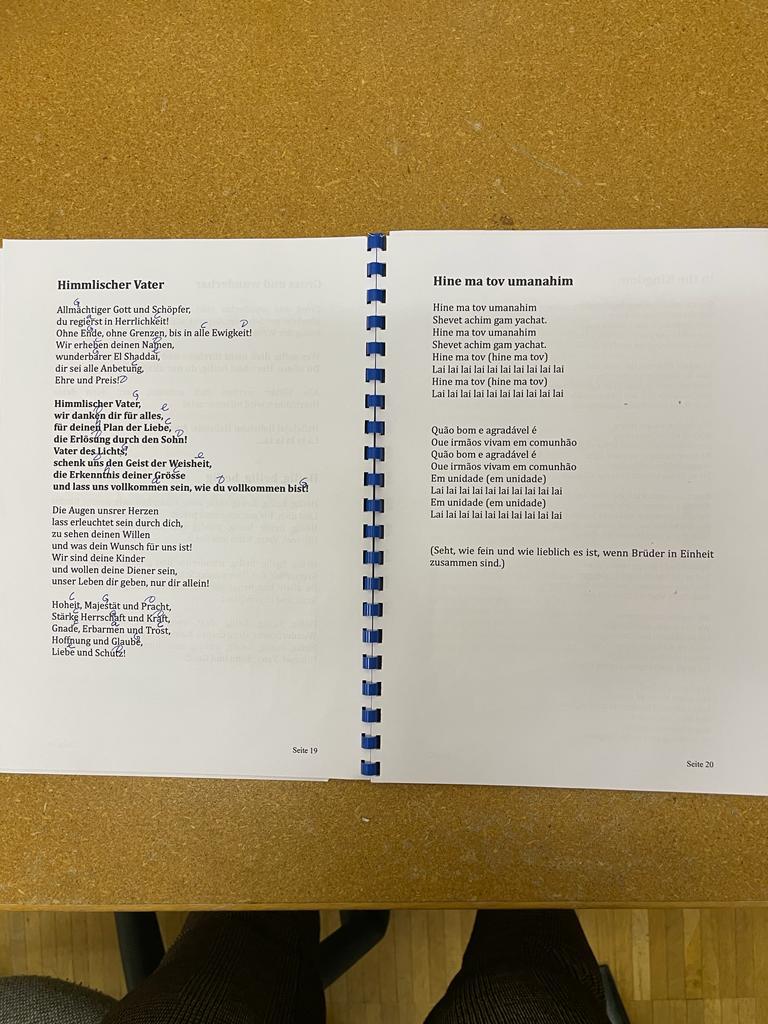 Himmlischer Vater
Allmächtiger Gott und Schöpfer,
du regierst in Herrlichkeit!
Ohne Ende, ohne Grenzen, bis in alle Ewigkeit!
Wir erheben deinen Namen,
wunderbarer El Shaddai,
dir sei alle Anbetung,
Ehre und Preis!
Himmlischer Vater,
wir danken dir für alles,
für deinen Plan der Liebe,
die Erlösung durch den Sohn!
Vater des Lichts,
schenk uns den Geist der Weisheit,
die Erkenntnis deiner Grösse
und lass uns vollkommen sein, wie du vollkommen bist!
Die Augen unsrer Herzen
lass erleuchtet sein durch dich,
zu sehen deinen Willen
und was dein Wunsch für uns ist!
Wir sind deine Kinder
und wollen deine Diener sein,
unser Leben dir geben, nur dir allein!
Hoheit, Majestät und Pracht,
Stärke Herrschaft und Kraft,
Gnade, Erbarmen und Trost,
Hoffnung und Glaube,
Liebe und Schutz!
Seite 19
Hine ma tov umanahim
Hine ma tov umanahim
Shevet achim gam yachat.
Hine ma tov umanahim
Shevet achim gam yachat.
Hine ma tov (hine ma tov)
Lai lai lai lai lai lai lai lai lai lai
Hine ma tov (hine ma tov)
Lai lai lai lai lai lai lai lai lai lai
Quão bom e agradável é
Oue irmãos vivam em comunhão
Quão bom e agradável é
Oue irmãos vivam em comunhão
Em unidade (em unidade)
Lai lai lai lai lai lai lai lai lai lai
Em unidade (em unidade)
Lai lai lai lai lai lai lai lai lai lai
(Seht, wie fein und wie lieblich es ist, wenn Brüder in Einheit
zusammen sind.)
Seite 20